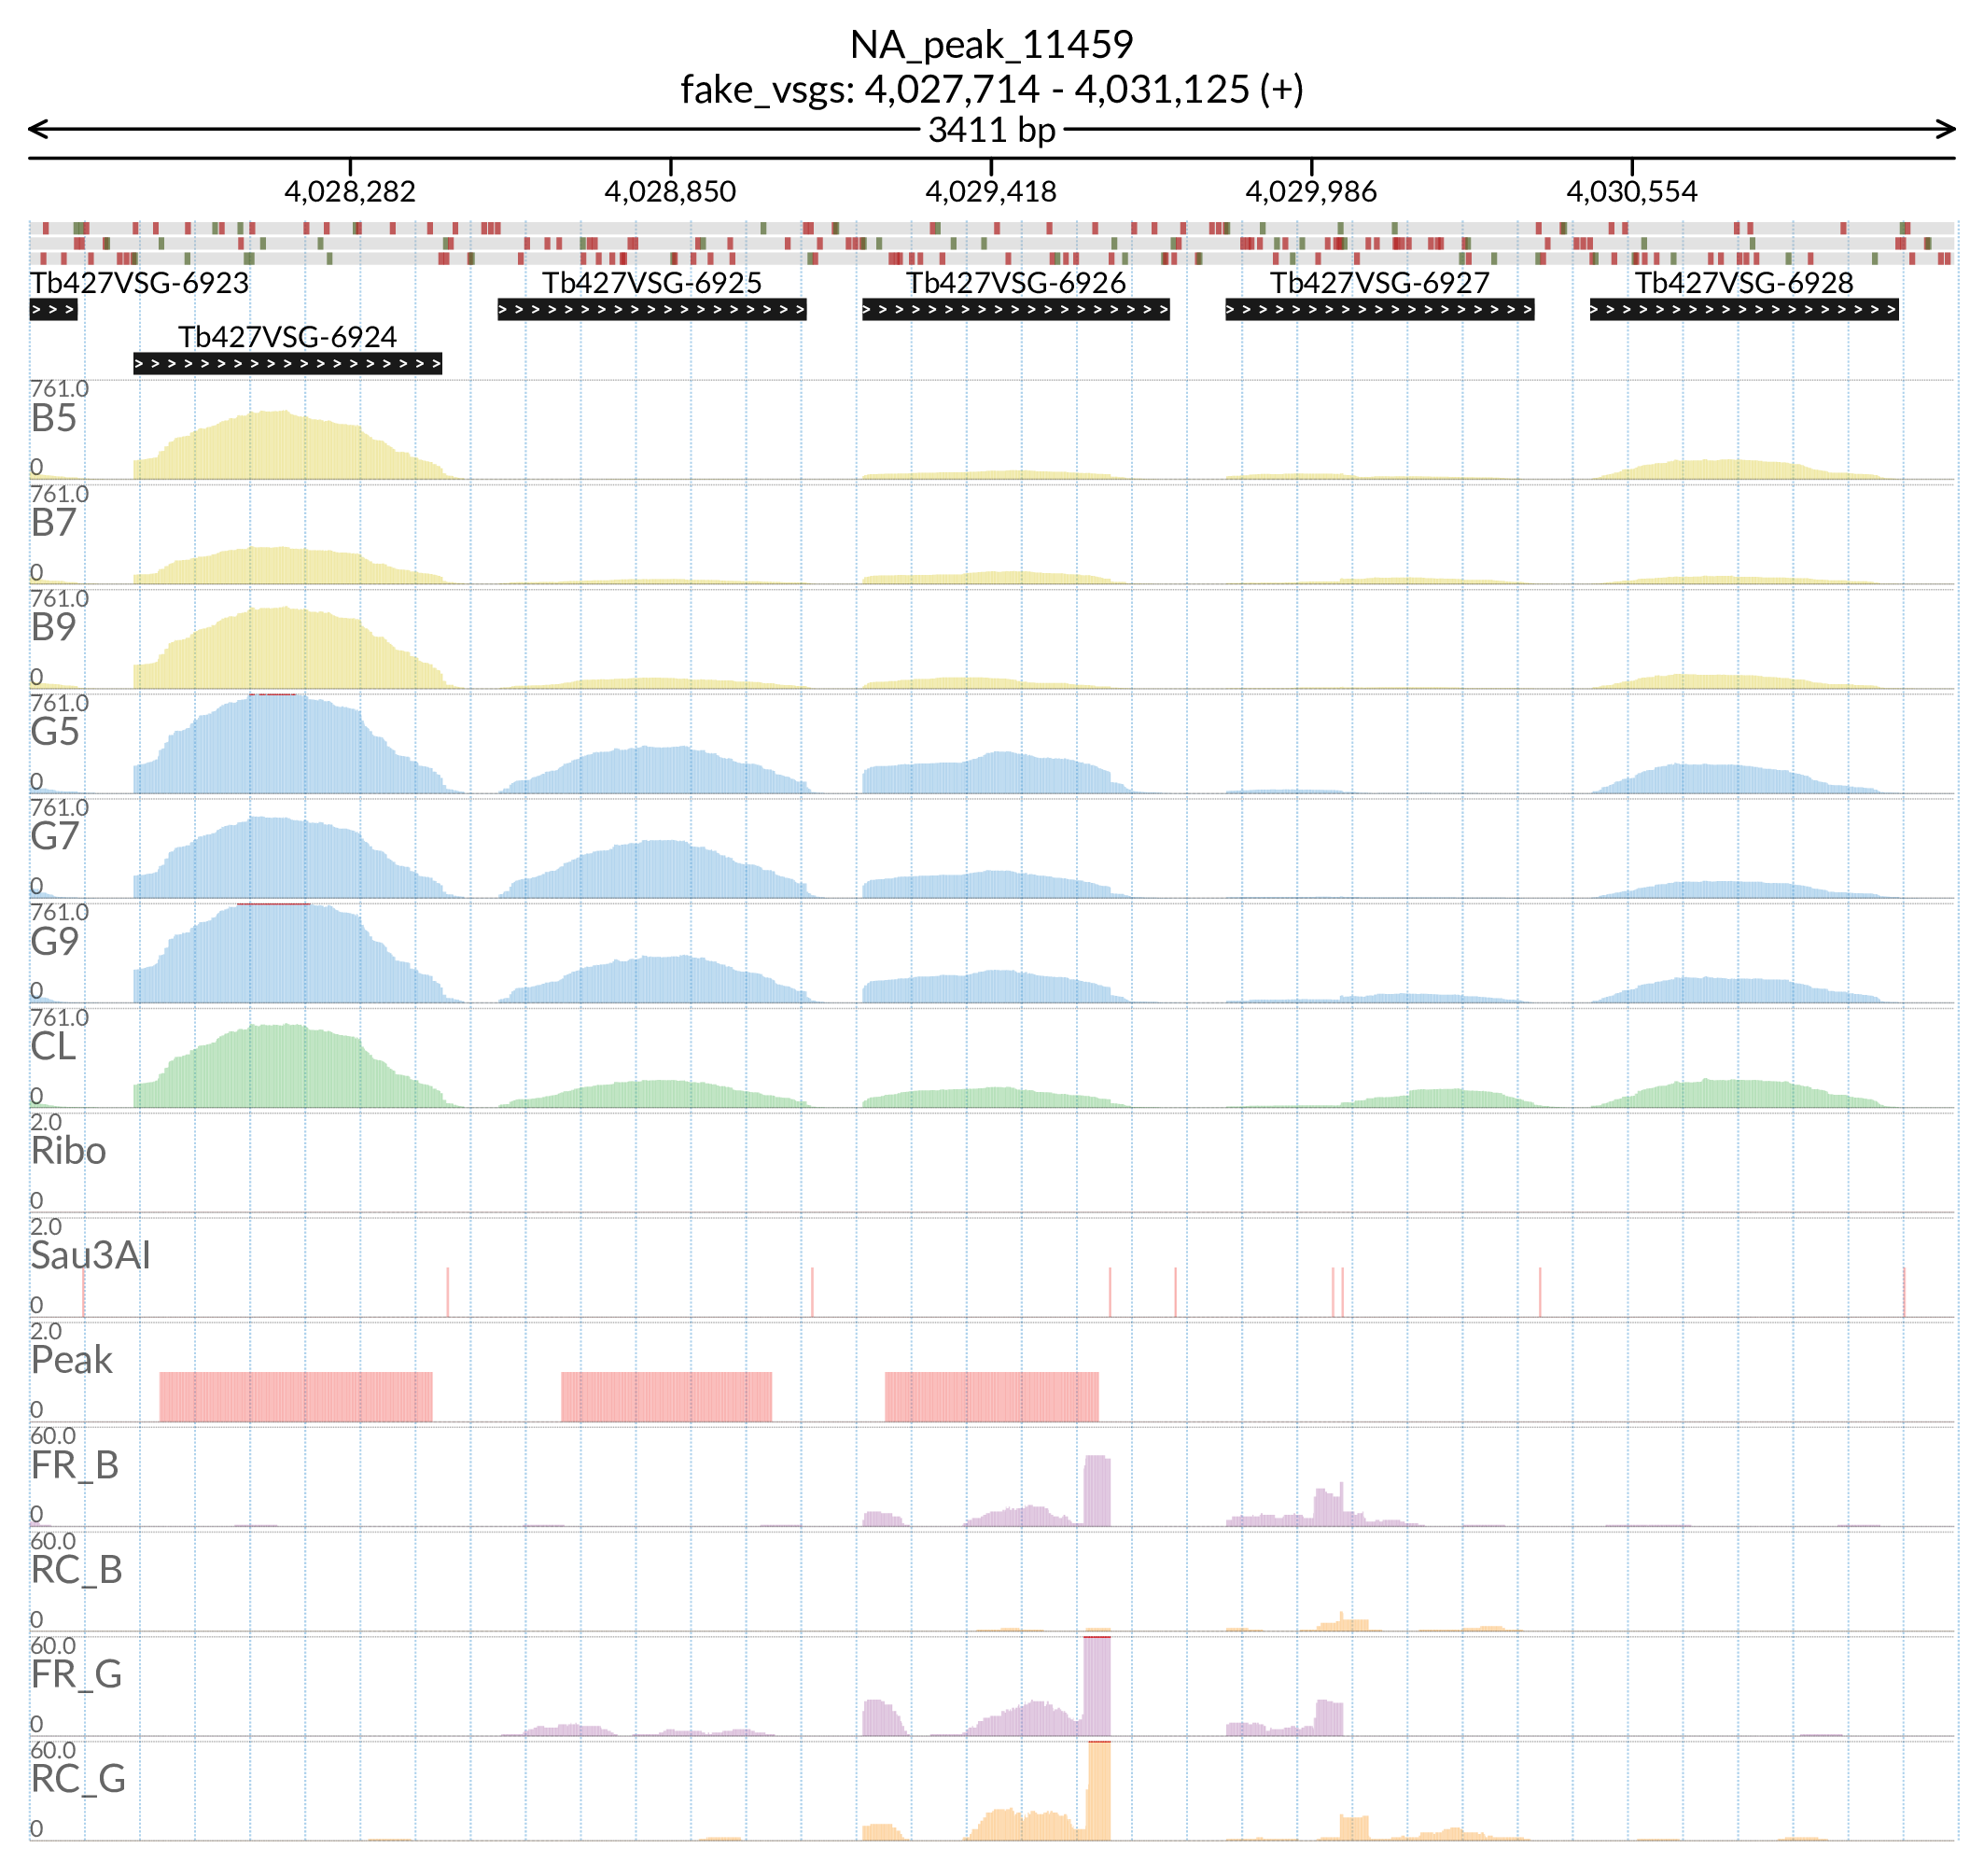 NA_peak_11459
fake_vsgs: 4,027,714 - 4,031,125 (+)
3411 bp
4,028,282 4,028,850 4,029,418 4,029,986 4,030,554
Tb427VSG-6923 Tb427VSG-6925 Tb427VSG-6926 Tb427VSG-6927 Tb427VSG-6928
Tb427VSG-6924
761.0
B5
0
761.0
B7
0
761.0
B9
0
761.0
G5
0
761.0
G7
0
761.0
G9
0
761.0
CL
0
2.0
Ribo
0
2.0
Sau3AI
0
2.0
Peak
0
60.0
FR_B
0
60.0
RC_B
0
60.0
FR_G
0
60.0
RC_G
0